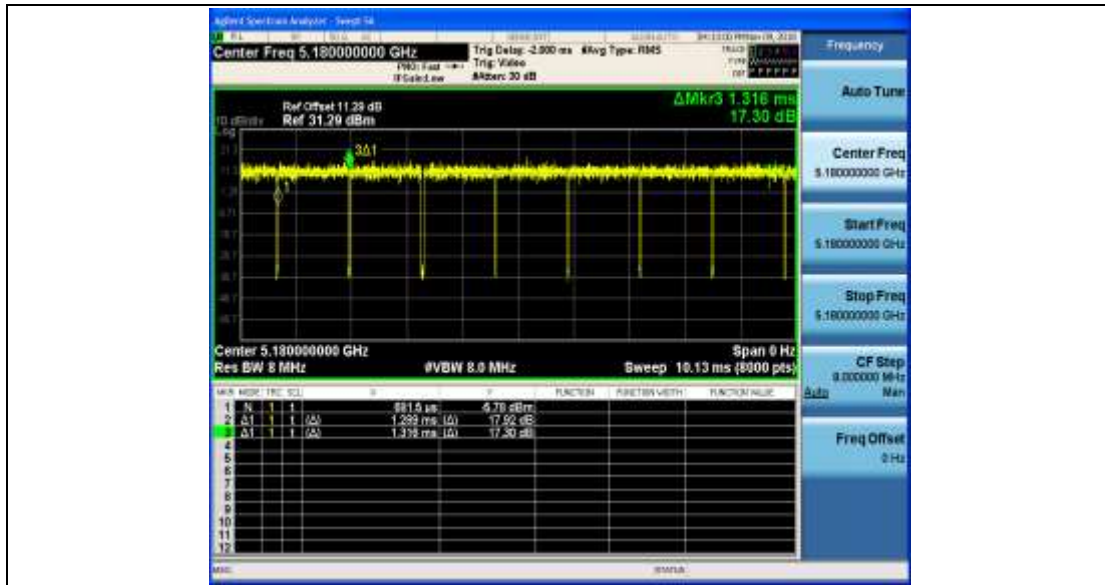 Agilent Spectrum Analyzer - Swept SA
Center Freq 5.180000000 GHz
PNO: Fast
IFGain:Low
Trig Delay: -2.000 ms
Trig: Video
#Atten: 30 dB
#Avg Type: RMS
TRACE
TYPE
DET P P P P P P
Frequency
Auto Tune
ΔMkr3 1.316 ms
17.30 dB
Ref Offset 11.29 dB
Ref 31.29 dBm
10 dB/div
Log
3Δ1
1
Center Freq
5.180000000 GHz
Start Freq
5.180000000 GHz
Stop Freq
5.180000000 GHz
CF Step
8.000000 MHz
Auto Man
Freq Offset
0 Hz
Center 5.180000000 GHz
Span 0 Hz
Res BW 8 MHz
#VBW 8.0 MHz
Sweep 10.13 ms (8000 pts)
MKR MODE TRC SCL X Y FUNCTION FUNCTION WIDTH FUNCTION VALUE
1 N 1 t 681.5 µs -5.78 dBm
2 Δ1 1 t (Δ) 1.289 ms (Δ) 17.92 dB
3 Δ1 1 t (Δ) 1.316 ms (Δ) 17.30 dB
4
5
6
7
8
9
10
11
12
MSG
STATUS